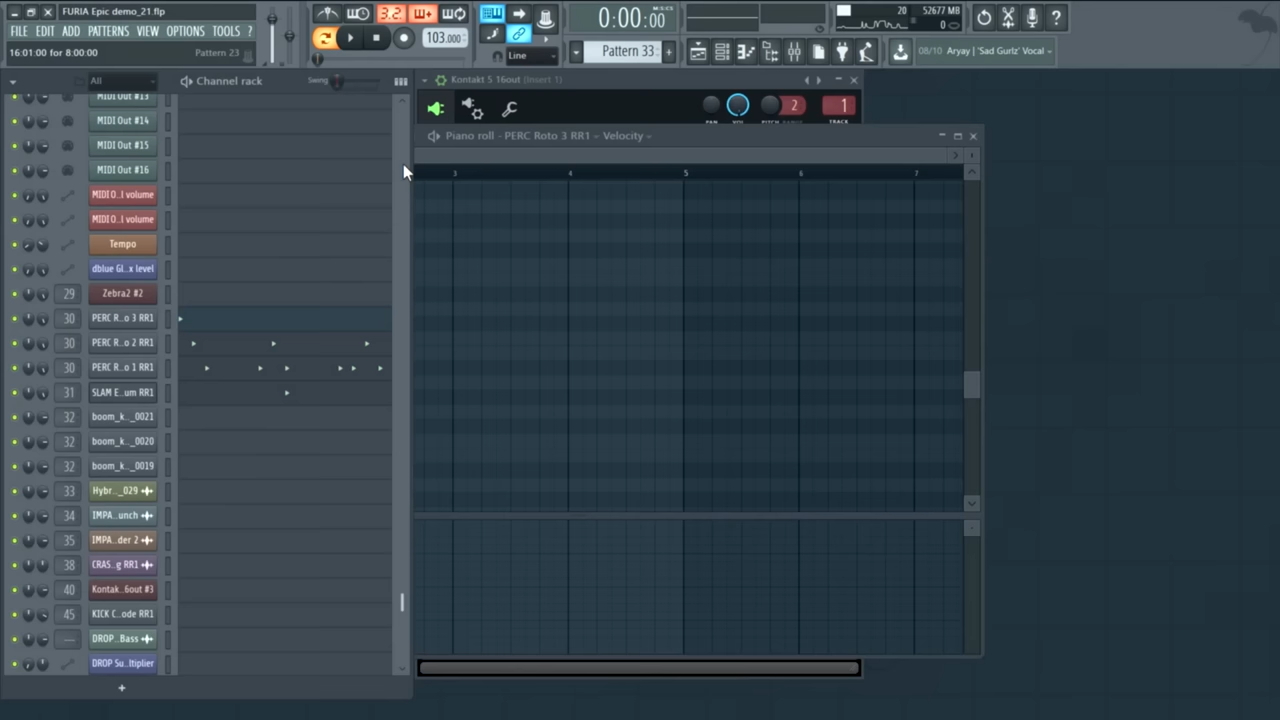 FURIA Epic demo_21.flp
FILE EDIT ADD PATTERNS VIEW OPTIONS TOOLS ?
16:01:00 for 8:00:00 Pattern 23
3.2
103.000
0:00:00
M:S:CS
Line
Pattern 33
20
52677 MB
0
08/10 Aryay | 'Sad Gurlz' Vocal
All
Channel rack
Swing
MIDI Out #13
MIDI Out #14
MIDI Out #15
MIDI Out #16
MIDI O..l volume
MIDI O..l volume
Tempo
dblue Gl..x level
29 Zebra2 #2
30 PERC R..o 3 RR1
30 PERC R..o 2 RR1
30 PERC R..o 1 RR1
31 SLAM E..um RR1
32 boom_k.._0021
32 boom_k.._0020
32 boom_k.._0019
33 Hybr.._029
34 IMPA..unch
35 IMPA..der 2
38 CRAS..g RR1
40 Kontak..6out #3
45 KICK C..ode RR1
--- DROP..Bass
DROP Su..ltiplier
+
Kontakt 5 16out (Insert 1)
2
1
PAN VOL PITCH RANGE TRACK
Piano roll - PERC Roto 3 RR1 - Velocity
3 4 5 6 7